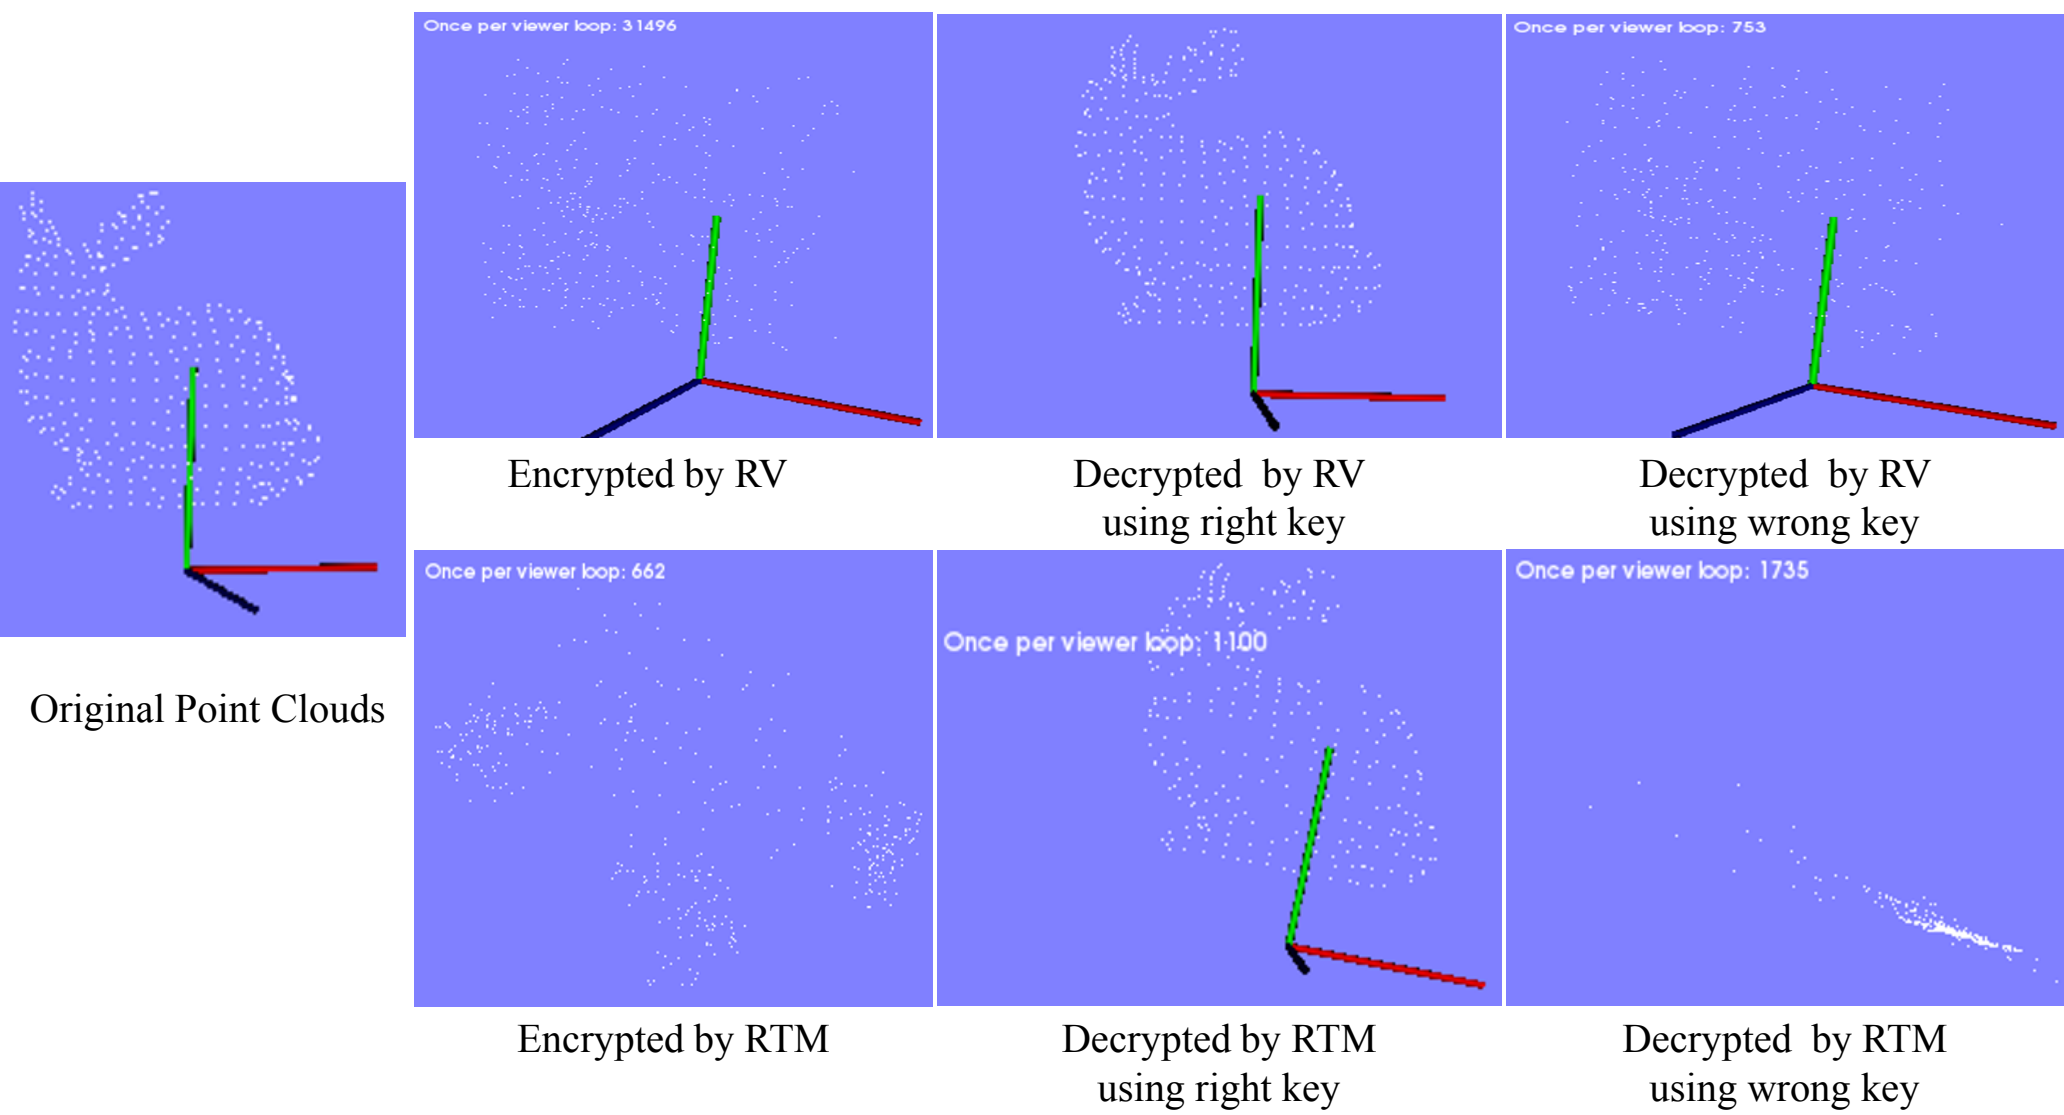 Once per viewer loop: 31496
Once per viewer loop: 753
Encrypted by RV
Decrypted by RV
using right key
Decrypted by RV
using wrong key
Original Point Clouds
Once per viewer loop: 662
Once per viewer loop: 1100
Once per viewer loop: 1735
Encrypted by RTM
Decrypted by RTM
using right key
Decrypted by RTM
using wrong key